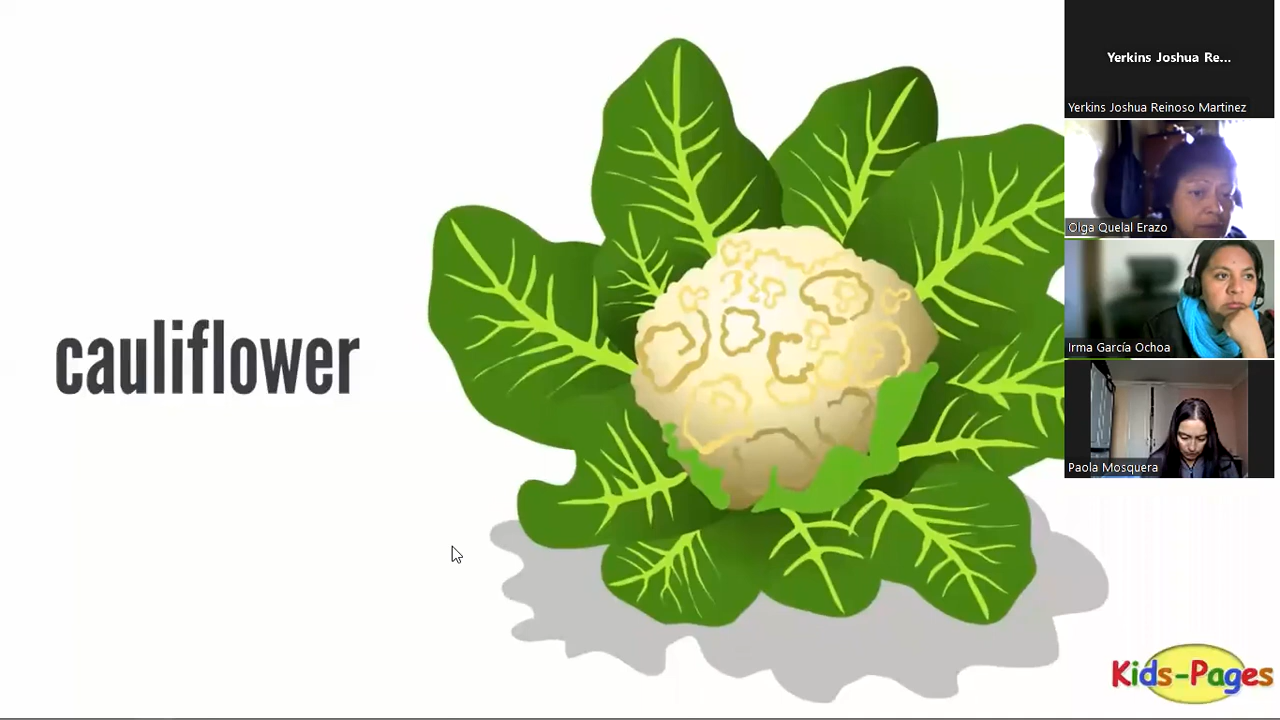 cauliflower
Yerkins Joshua Re...
Yerkins Joshua Reinoso Martinez
Olga Quelal Erazo
Irma García Ochoa
Paola Mosquera
Kids-Pages